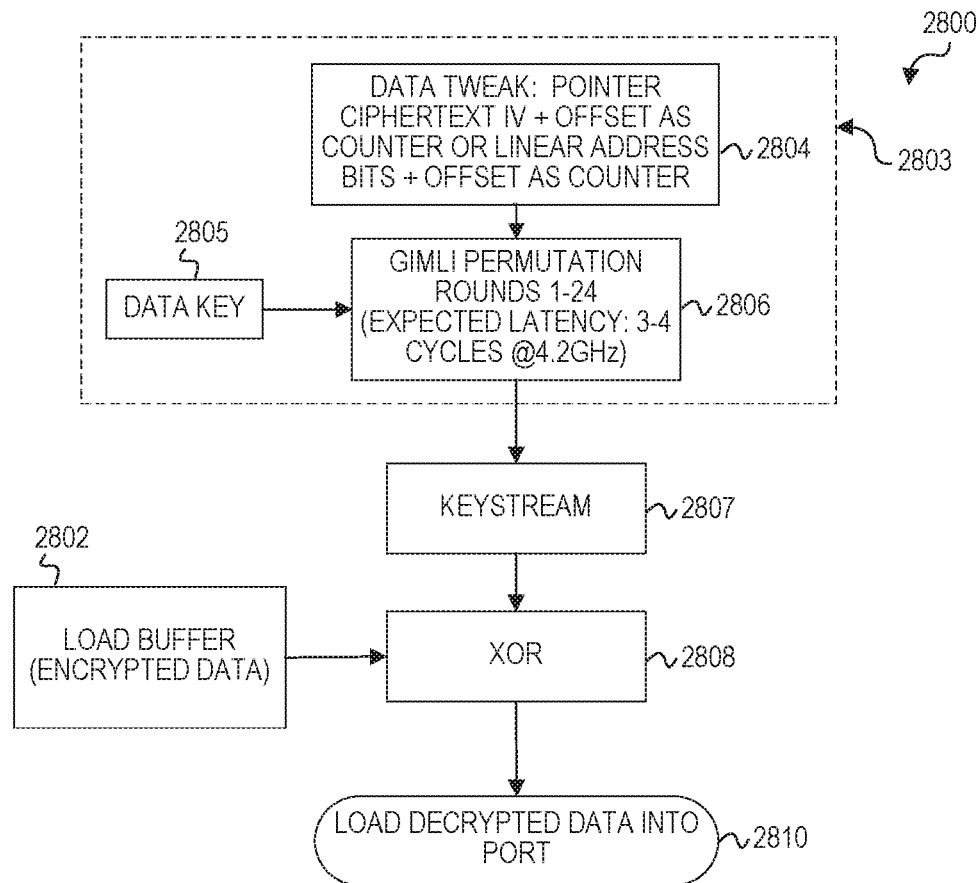 2800
DATA TWEAK: POINTER
CIPHERTEXT IV + OFFSET AS
COUNTER OR LINEAR ADDRESS
BITS + OFFSET AS COUNTER
2804
2803
2805
DATA KEY
GIMLI PERMUTATION
ROUNDS 1-24
(EXPECTED LATENCY: 3-4
CYCLES @4.2GHz)
2806
KEYSTREAM
2807
2802
LOAD BUFFER
(ENCRYPTED DATA)
XOR
2808
LOAD DECRYPTED DATA INTO
PORT
2810